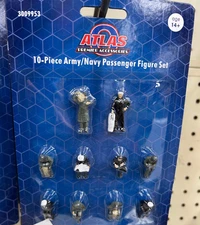 3009953
ATLAS
PREMIER ACCESSORIES
10-Piece Army/Navy Passenger Figure Set
age
14+